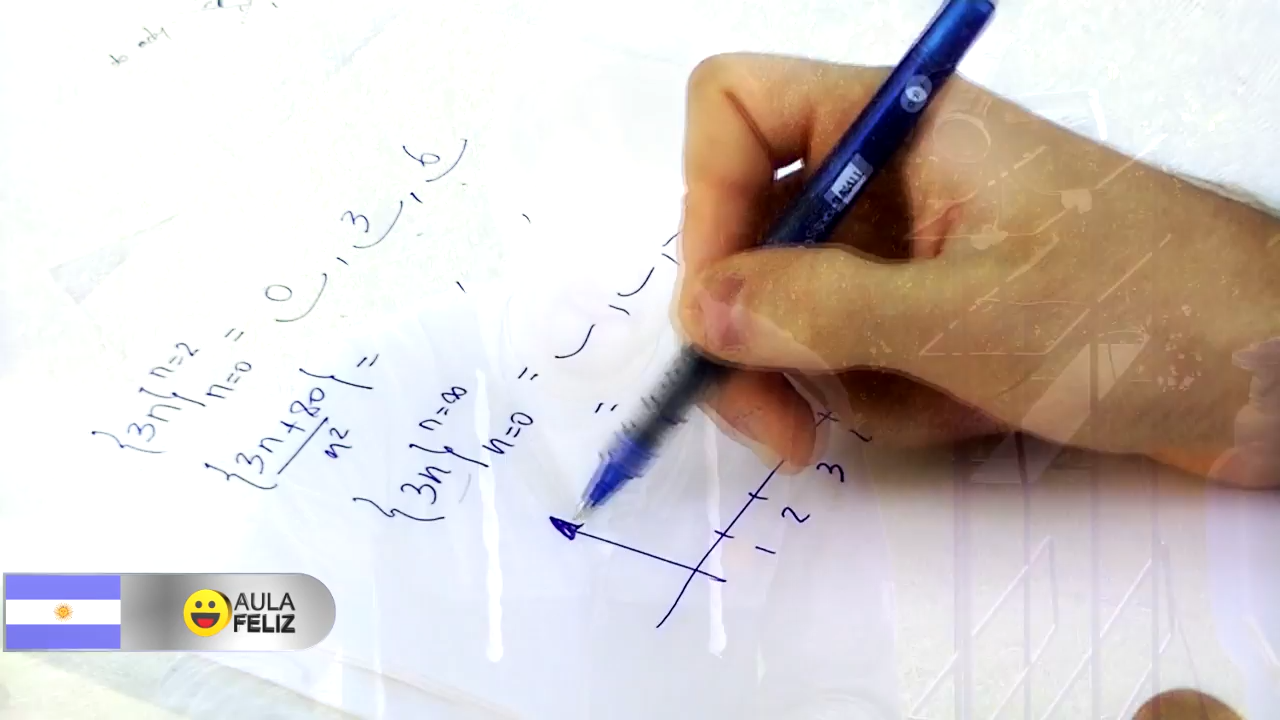 {3n}n=2 n=0 = 0, 3, 6
{3n+80/n²} = , ,
{3n}n=∞ n=0 = , ,
=
1 2 3
AULA
FELIZ